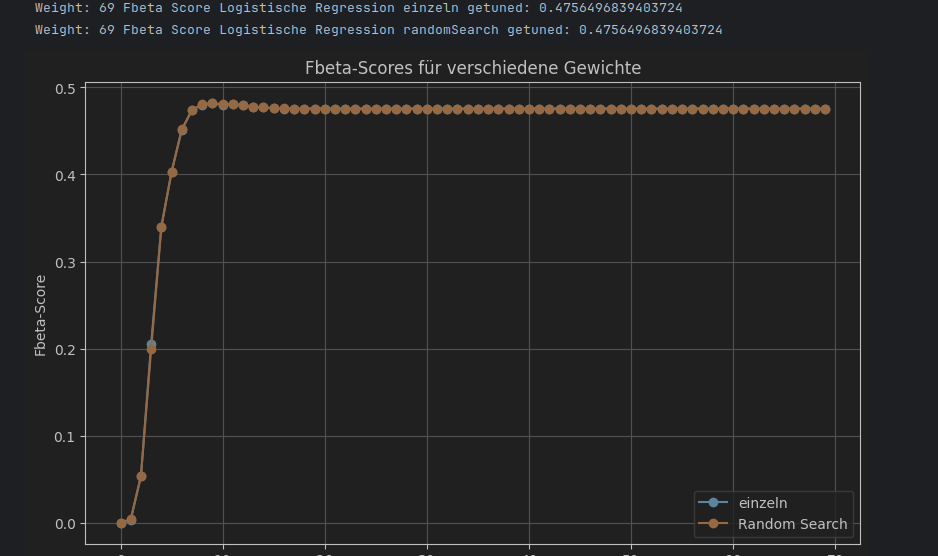 Weight: 69 Fbeta Score Logistische Regression einzeln getuned: 0.4756496839403724
Weight: 69 Fbeta Score Logistische Regression randomSearch getuned: 0.4756496839403724
Fbeta-Scores für verschiedene Gewichte
0.5
0.4
0.3
0.2
0.1
0.0
Fbeta-Score
einzeln
Random Search